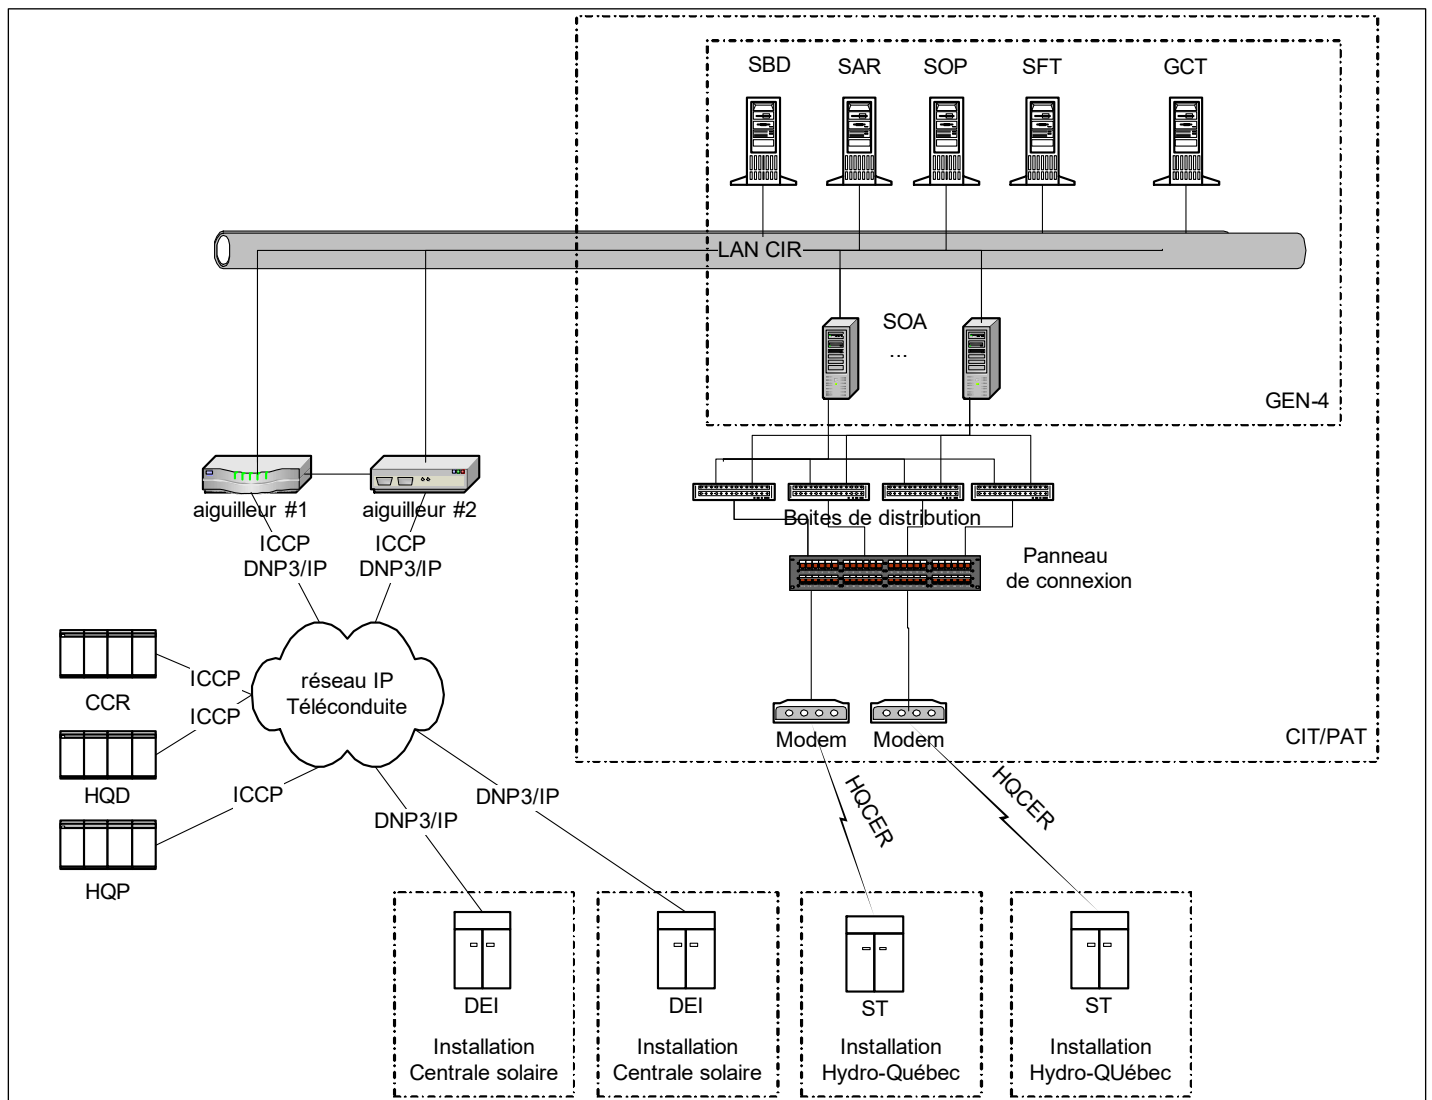 SBD
SAR
SOP
SFT
GCT
LAN CIR
SOA
...
GEN-4
aiguilleur #1
aiguilleur #2
Boites de distribution
ICCP
DNP3/IP
ICCP
DNP3/IP
Panneau
de connexion
réseau IP
Téléconduite
ICCP
CCR
ICCP
Modem
Modem
CIT/PAT
HQD
ICCP
DNP3/IP
DNP3/IP
HQCER
HQCER
HQP
DEI
DEI
ST
ST
Installation
Centrale solaire
Installation
Centrale solaire
Installation
Hydro-Québec
Installation
Hydro-QUébec